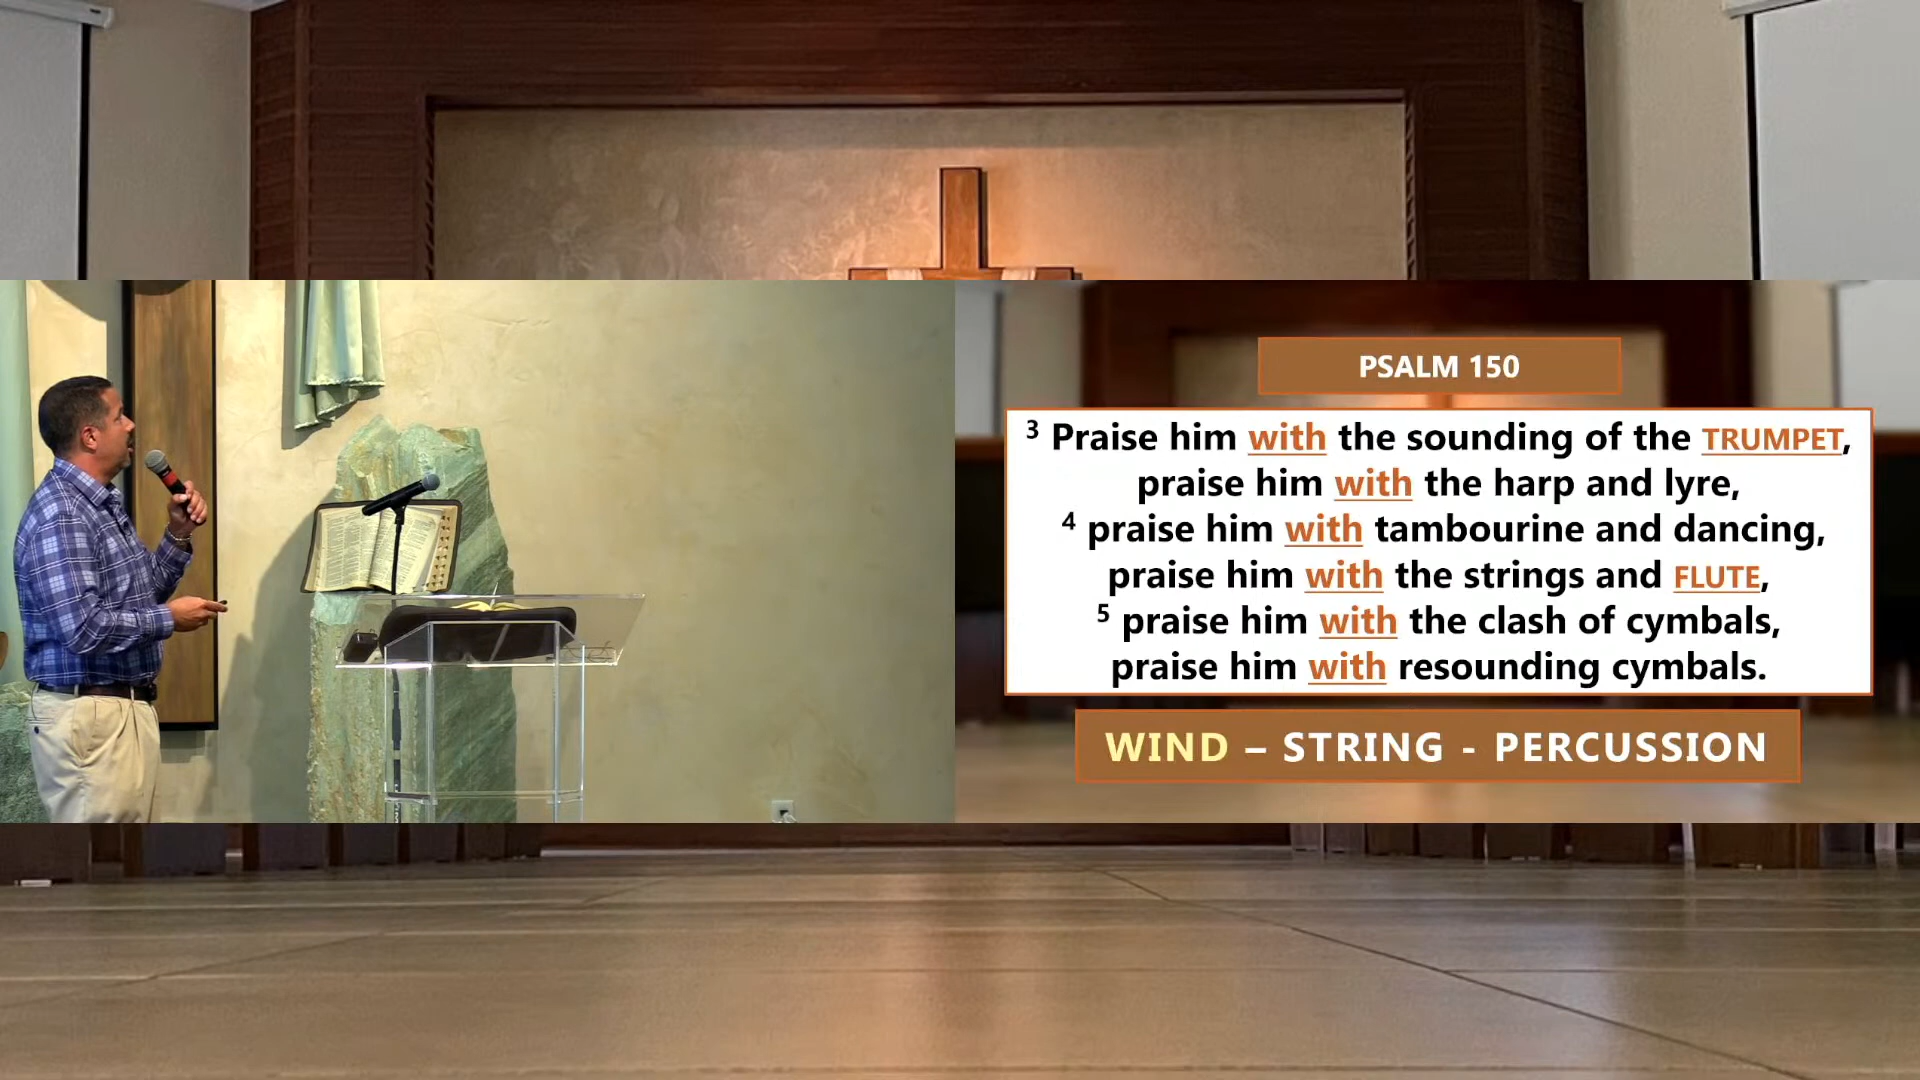 PSALM 150
3 Praise him with the sounding of the TRUMPET,
praise him with the harp and lyre,
4 praise him with tambourine and dancing,
praise him with the strings and FLUTE,
5 praise him with the clash of cymbals,
praise him with resounding cymbals.
WIND – STRING - PERCUSSION